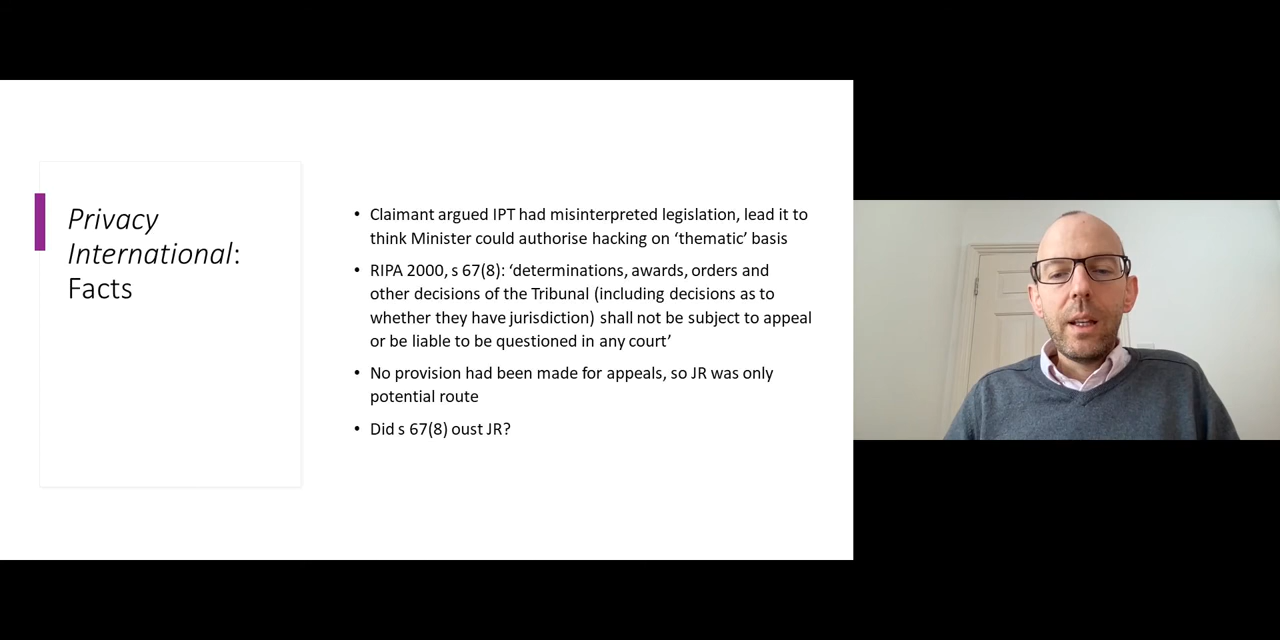 Privacy
International:
Facts
• Claimant argued IPT had misinterpreted legislation, lead it to
think Minister could authorise hacking on ‘thematic’ basis
• RIPA 2000, s 67(8): ‘determinations, awards, orders and
other decisions of the Tribunal (including decisions as to
whether they have jurisdiction) shall not be subject to appeal
or be liable to be questioned in any court’
• No provision had been made for appeals, so JR was only
potential route
• Did s 67(8) oust JR?